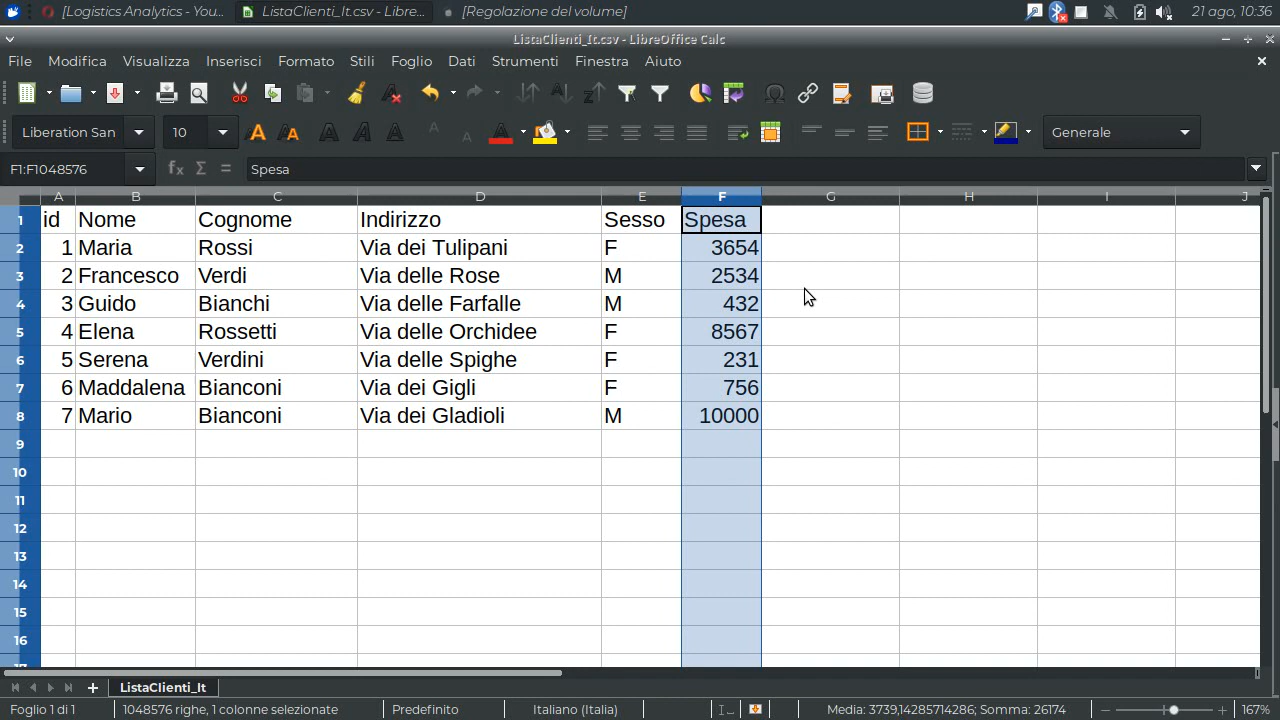 [Logistics Analytics - You... ListaClienti_It.csv - Libre... [Regolazione del volume] 21 ago, 10:36
ListaClienti_It.csv - LibreOffice Calc
File Modifica Visualizza Inserisci Formato Stili Foglio Dati Strumenti Finestra Aiuto
Liberation San 10 Generale
F1:F1048576 Spesa
A B C D E F G H I J
1 id Nome Cognome Indirizzo Sesso Spesa
2 1 Maria Rossi Via dei Tulipani F 3654
3 2 Francesco Verdi Via delle Rose M 2534
4 3 Guido Bianchi Via delle Farfalle M 432
5 4 Elena Rossetti Via delle Orchidee F 8567
6 5 Serena Verdini Via delle Spighe F 231
7 6 Maddalena Bianconi Via dei Gigli F 756
8 7 Mario Bianconi Via dei Gladioli M 10000
9
10
11
12
13
14
15
16
17
ListaClienti_It
Foglio 1 di 1 1048576 righe, 1 colonne selezionate Predefinito Italiano (Italia) Media: 3739,14285714286; Somma: 26174 167%